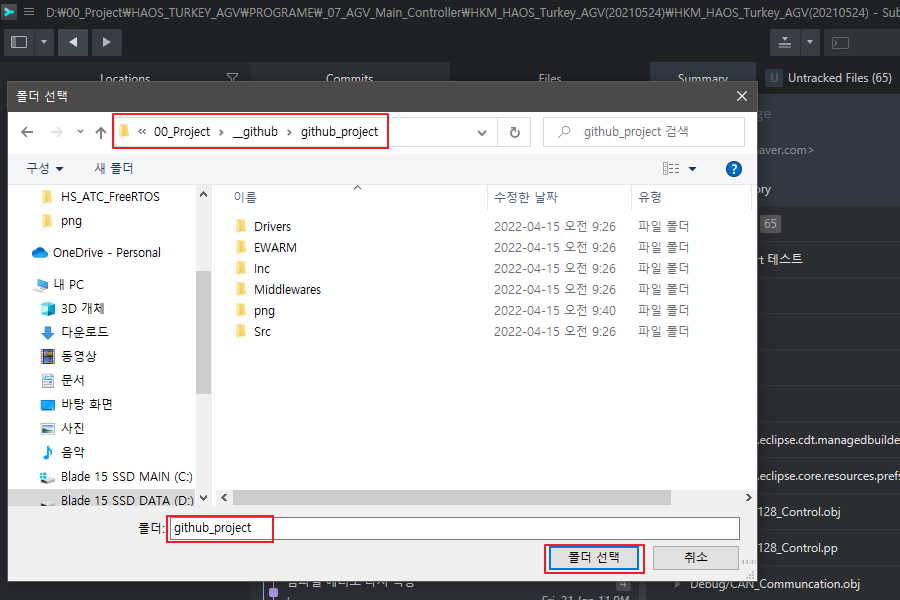 D:₩00_Project₩HAOS_TURKEY_AGV₩PROGRAME₩_07_AGV_Main_Controller₩HKM_HAOS_Turkey_AGV(20210524)₩HKM_HAOS_Turkey_AGV(20210524) - Sub
Locations Commits Files Summary U Untracked Files (65)
폴더 선택
« 00_Project › __github › github_project
github_project 검색
구성 새 폴더
HS_ATC_FreeRTOS
png
OneDrive - Personal
내 PC
3D 개체
다운로드
동영상
문서
바탕 화면
사진
음악
Blade 15 SSD MAIN (C:)
Blade 15 SSD DATA (D:)
이름 수정한 날짜 유형
Drivers 2022-04-15 오전 9:26 파일 폴더
EWARM 2022-04-15 오전 9:26 파일 폴더
Inc 2022-04-15 오전 9:26 파일 폴더
Middlewares 2022-04-15 오전 9:26 파일 폴더
png 2022-04-15 오전 9:40 파일 폴더
Src 2022-04-15 오전 9:26 파일 폴더
폴더: github_project
폴더 선택 취소
ge
aver.com>
ory
65
rt 테스트
.eclipse.cdt.managedbuilde
.eclipse.core.resources.prefs
128_Control.obj
128_Control.pp
Debug/CAN_Communcation.obj
4